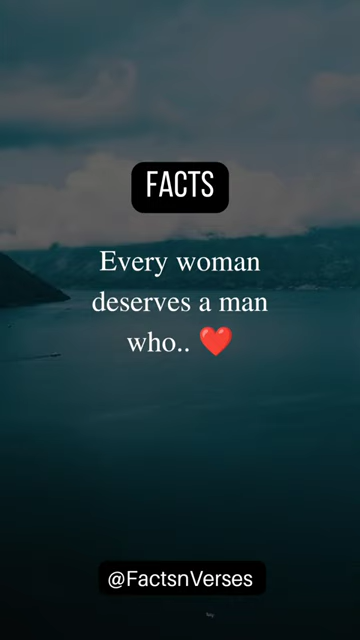 FACTS
Every woman
deserves a man
who.. ❤️
@FactsnVerses